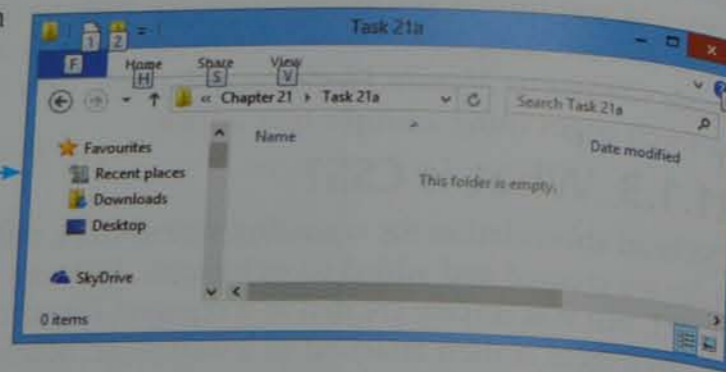 Task 21a
1 2
F Home Share View
H S V
« Chapter 21 Task 21a
Search Task 21a
Name
Date modified
This folder is empty.
Favourites
Recent places
Downloads
Desktop
SkyDrive
0 items